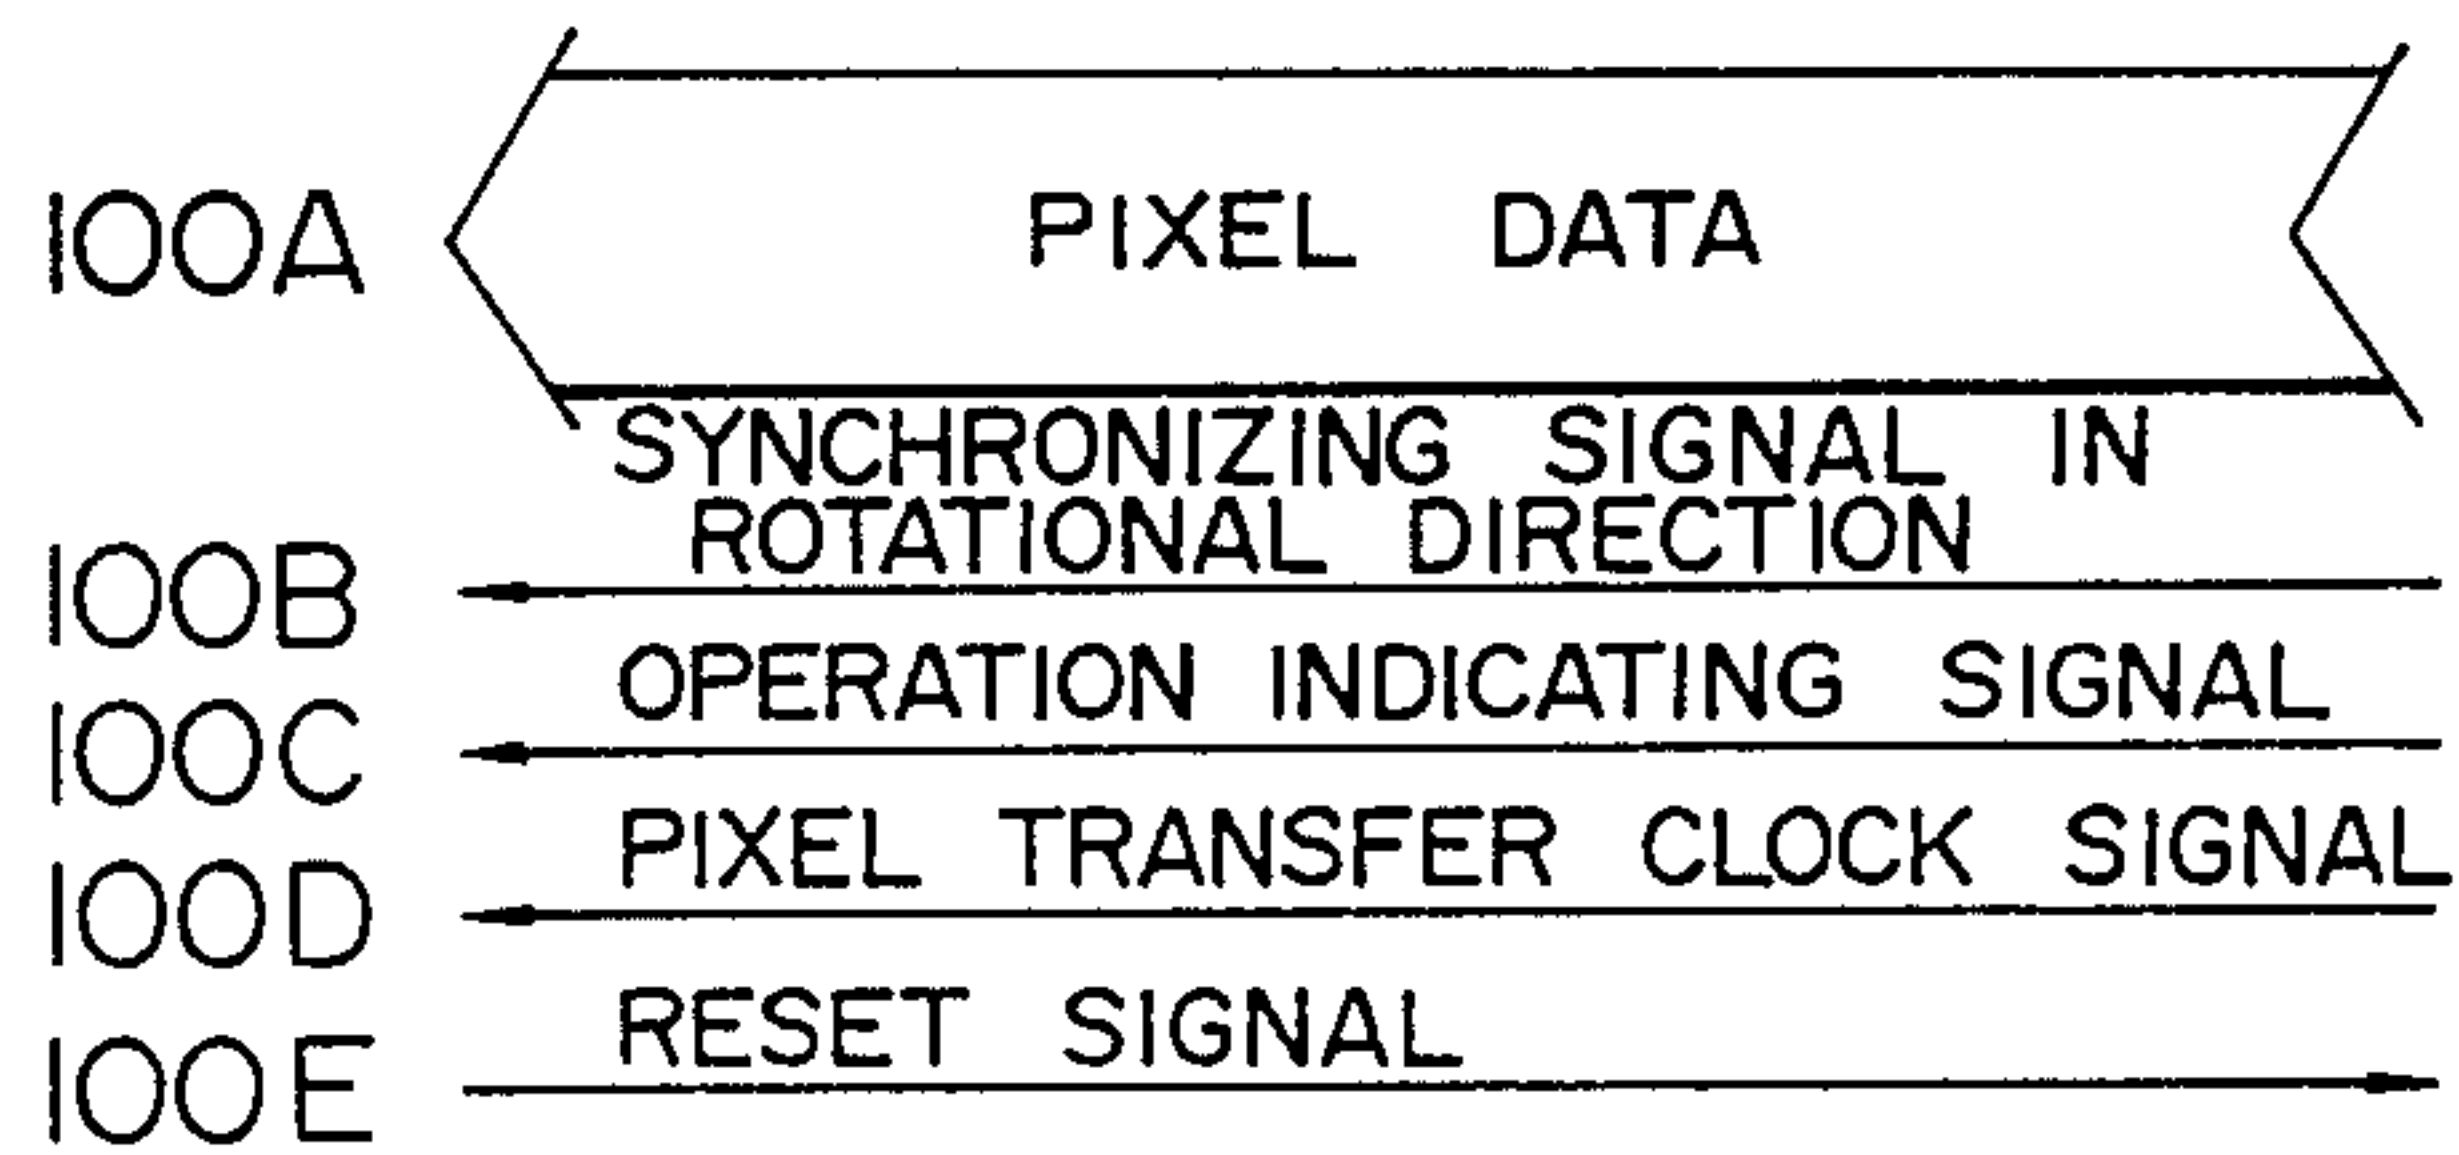 100A PIXEL DATA
SYNCHRONIZING SIGNAL IN
ROTATIONAL DIRECTION
100B
OPERATION INDICATING SIGNAL
100C
PIXEL TRANSFER CLOCK SIGNAL
100D
RESET SIGNAL
100E